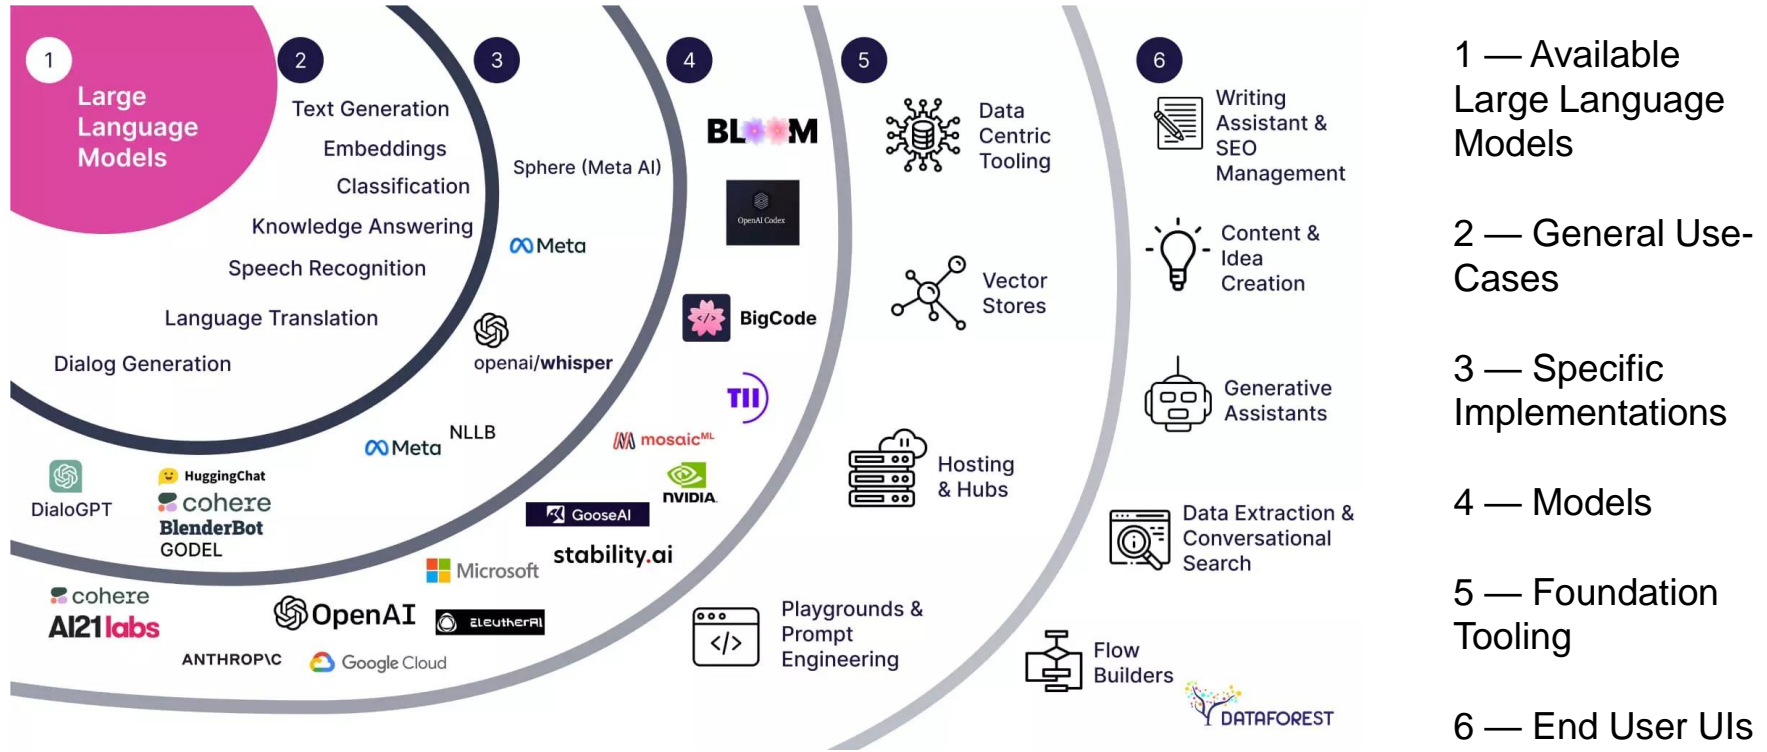 1
Large
Language
Models
2
Text Generation
Embeddings
Classification
Knowledge Answering
Speech Recognition
Language Translation
Dialog Generation
3
Sphere (Meta AI)
Meta
openai/whisper
Meta
NLLB
DialoGPT
HuggingChat
cohere
BlenderBot
GODEL
4
BLOOM
OpenAI Codex
BigCode
TII
mosaicML
NVIDIA.
GooseAI
stability.ai
Microsoft
cohere
AI21labs
OpenAI
EleutherAI
ANTHROP\C
Google Cloud
5
Data
Centric
Tooling
Vector
Stores
Hosting
& Hubs
Playgrounds &
Prompt
Engineering
6
Writing
Assistant &
SEO
Management
Content &
Idea
Creation
Generative
Assistants
Data Extraction &
Conversational
Search
Flow
Builders
DATAFOREST
1 — Available
Large Language
Models
2 — General Use-
Cases
3 — Specific
Implementations
4 — Models
5 — Foundation
Tooling
6 — End User UIs